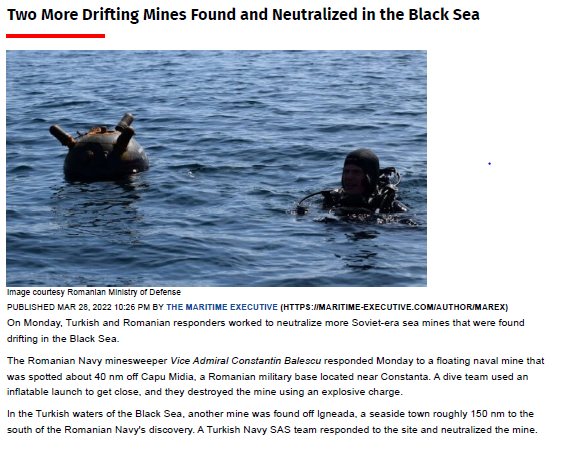 Two More Drifting Mines Found and Neutralized in the Black Sea
Image courtesy Romanian Ministry of Defense
PUBLISHED MAR 28, 2022 10:26 PM BY THE MARITIME EXECUTIVE (HTTPS://MARITIME-EXECUTIVE.COM/AUTHOR/MAREX)
On Monday, Turkish and Romanian responders worked to neutralize more Soviet-era sea mines that were found
drifting in the Black Sea.
The Romanian Navy minesweeper Vice Admiral Constantin Balescu responded Monday to a floating naval mine that
was spotted about 40 nm off Capu Midia, a Romanian military base located near Constanta. A dive team used an
inflatable launch to get close, and they destroyed the mine using an explosive charge.
In the Turkish waters of the Black Sea, another mine was found off Igneada, a seaside town roughly 150 nm to the
south of the Romanian Navy's discovery. A Turkish Navy SAS team responded to the site and neutralized the mine.